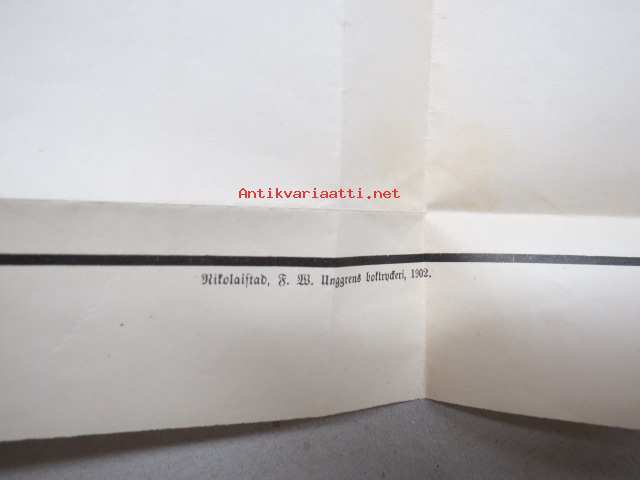 Antikvariaatti.net
Nikolaistad, F. W. Unggrens boktryckeri, 1902.